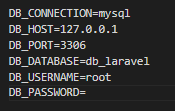 DB_CONNECTION=mysql
DB_HOST=127.0.0.1
DB_PORT=3306
DB_DATABASE=db_laravel
DB_USERNAME=root
DB_PASSWORD=